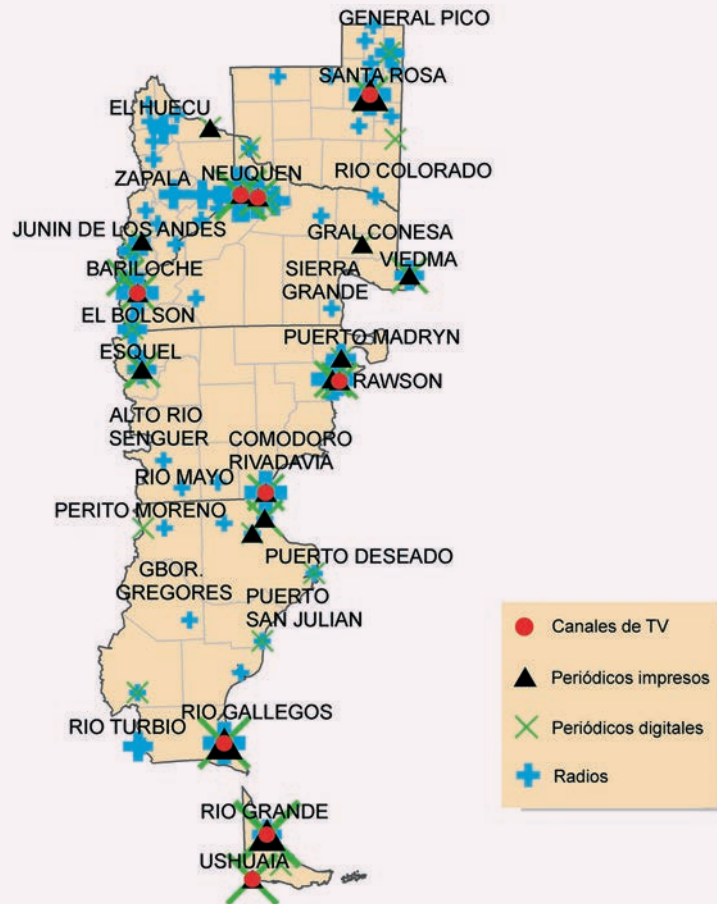 GENERAL PICO
SANTA ROSA
EL HUECU
ZAPALA
NEUQUEN
RIO COLORADO
JUNIN DE LOS ANDES
GRAL CONESA
BARILOCHE
SIERRA
GRANDE
VIEDMA
EL BOLSON
PUERTO MADRYN
ESQUEL
RAWSON
ALTO RIO
SENGUER
COMODORO
RIVADAVIA
RIO MAYO
PERITO MORENO
PUERTO DESEADO
GBOR.
GREGORES
PUERTO
SAN JULIAN
RIO TURBIO
RIO GALLEGOS
RIO GRANDE
USHUAIA
Canales de TV
Periódicos impresos
Periódicos digitales
Radios